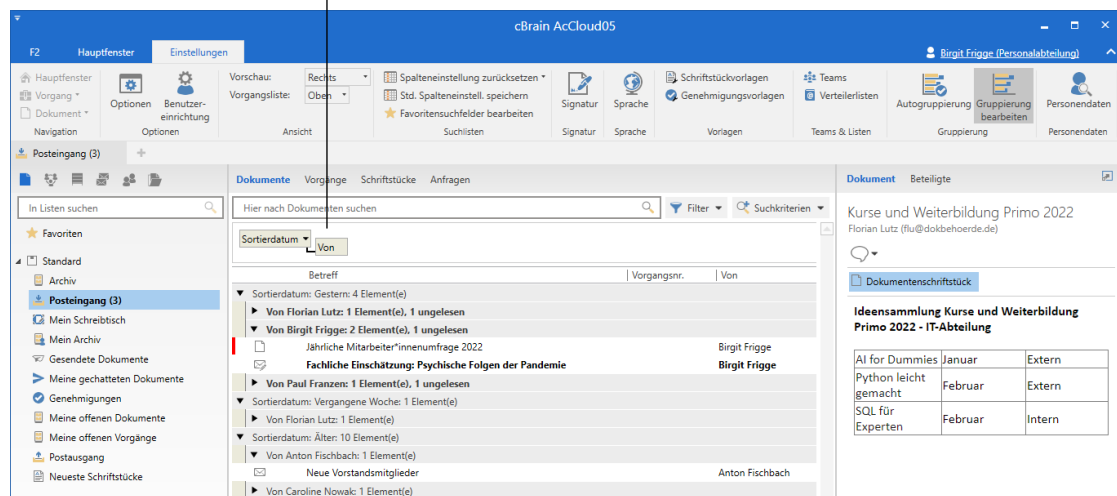 cBrain AcCloud05
F2 Hauptfenster Einstellungen Birgit Frigge (Personalabteilung)
Hauptfenster
Vorgang
Dokument
Navigation
Optionen
Benutzer-
einrichtung
Optionen
Vorschau: Rechts
Vorgangsliste: Oben
Ansicht
Spalteneinstellung zurücksetzen
Std. Spalteneinstell. speichern
Favoritensuchfelder bearbeiten
Suchlisten
Signatur
Signatur
Sprache
Sprache
Schriftstückvorlagen
Genehmigungsvorlagen
Vorlagen
Teams
Verteilerlisten
Teams & Listen
Autogruppierung
Gruppierung
bearbeiten
Gruppierung
Personendaten
Personendaten
Posteingang (3) +
In Listen suchen
Favoriten
Standard
Archiv
Posteingang (3)
Mein Schreibtisch
Mein Archiv
Gesendete Dokumente
Meine gechatteten Dokumente
Genehmigungen
Meine offenen Dokumente
Meine offenen Vorgänge
Postausgang
Neueste Schriftstücke
Dokumente Vorgänge Schriftstücke Anfragen
Hier nach Dokumenten suchen Filter Suchkriterien
Sortierdatum
Von
Betreff Vorgangsnr. Von
Sortierdatum: Gestern: 4 Element(e)
Von Florian Lutz: 1 Element(e), 1 ungelesen
Von Birgit Frigge: 2 Element(e), 1 ungelesen
Jährliche Mitarbeiter*innenumfrage 2022 Birgit Frigge
Fachliche Einschätzung: Psychische Folgen der Pandemie Birgit Frigge
Von Paul Franzen: 1 Element(e), 1 ungelesen
Sortierdatum: Vergangene Woche: 1 Element(e)
Von Florian Lutz: 1 Element(e)
Sortierdatum: Älter: 10 Element(e)
Von Anton Fischbach: 1 Element(e)
Neue Vorstandsmitglieder Anton Fischbach
Von Caroline Nowak: 1 Element(e)
Dokument Beteiligte
Kurse und Weiterbildung Primo 2022
Florian Lutz (flu@dokbehoerde.de)
Dokumentenschriftstück
Ideensammlung Kurse und Weiterbildung
Primo 2022 - IT-Abteilung
AI for Dummies Januar Extern
Python leicht
gemacht Februar Extern
SQL für
Experten Februar Intern